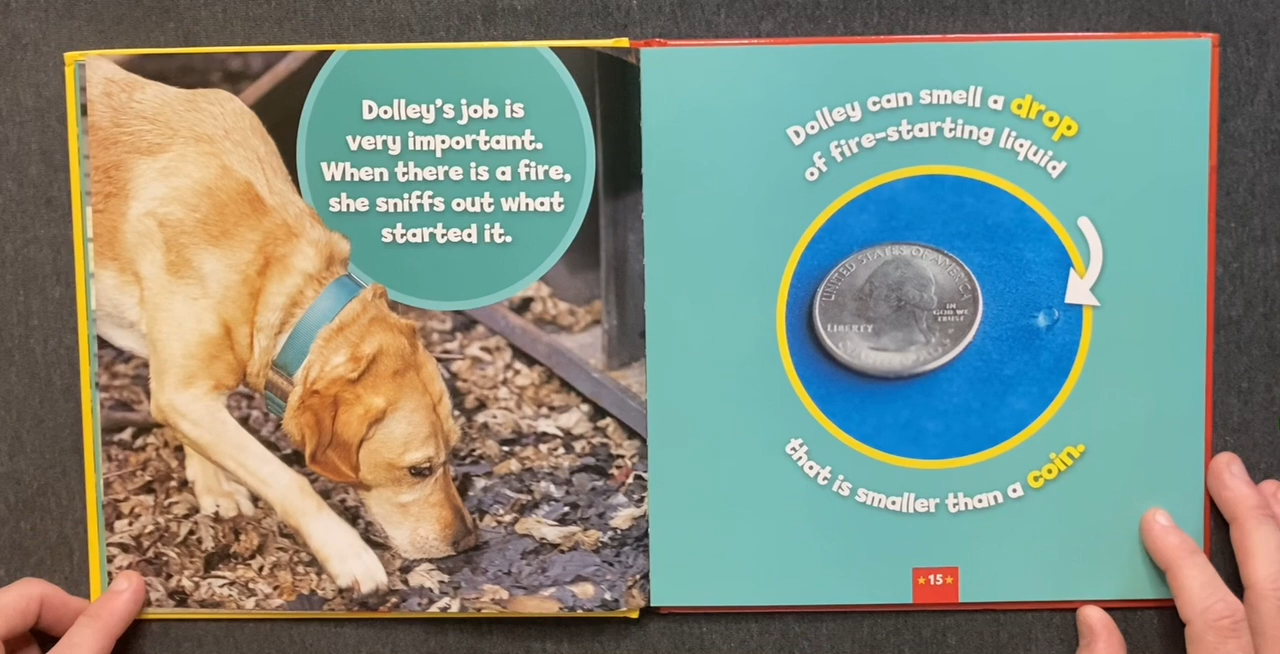 Dolley's job is
very important.
When there is a fire,
she sniffs out what
started it.
Dolley can smell a drop
of fire-starting liquid
UNITED STATES OF AMERICA
IN
GOD WE
TRUST
LIBERTY
that is smaller than a coin.
15